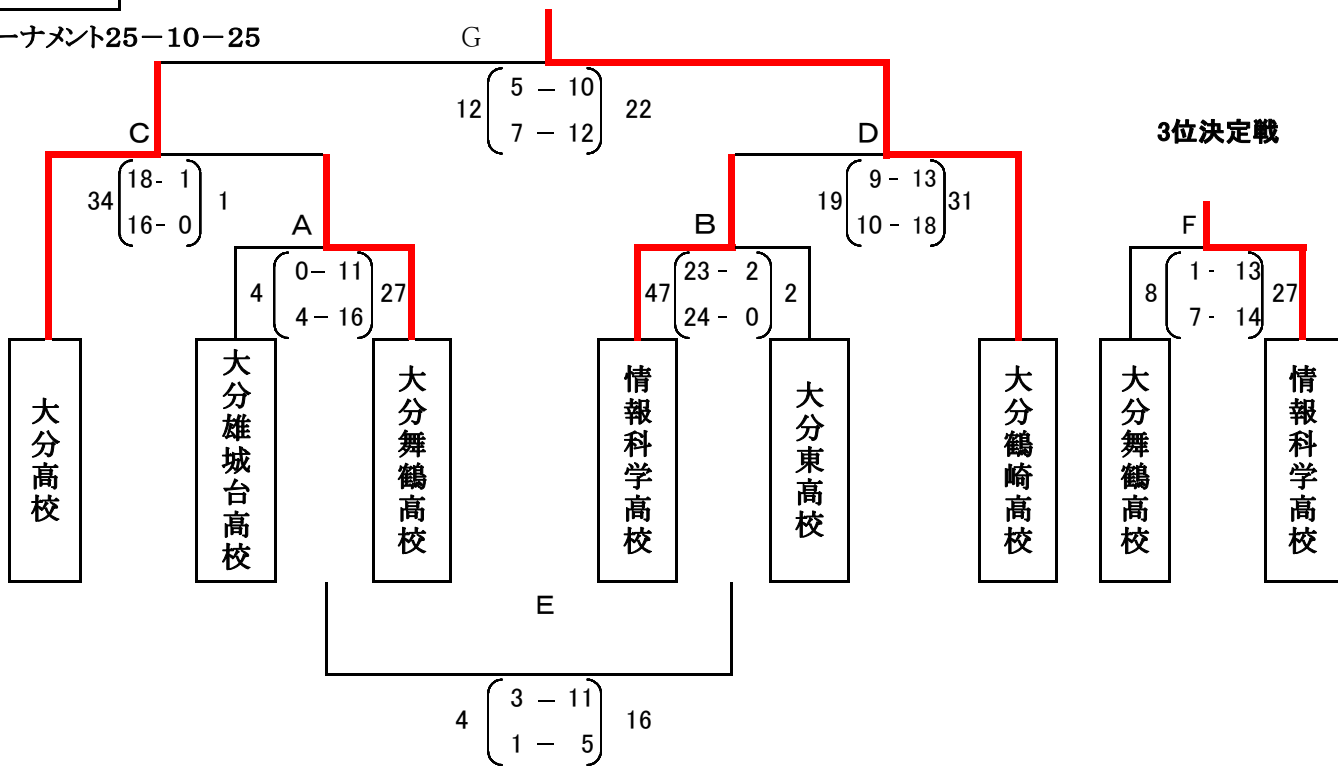 ーナメント25－10－25
G
12 5 － 10 22
7 － 12
C
D
3位決定戦
34 18- 1 1
16- 0
19 9 - 13 31
10 - 18
A
B
F
4 0－ 11 27
4－16
47 23 - 2 2
24 - 0
8 1 - 13 27
7 - 14
大分高校
大分雄城台高校
大分舞鶴高校
情報科学高校
大分東高校
大分鶴崎高校
大分舞鶴高校
情報科学高校
E
4 3 － 11 16
1 － 5